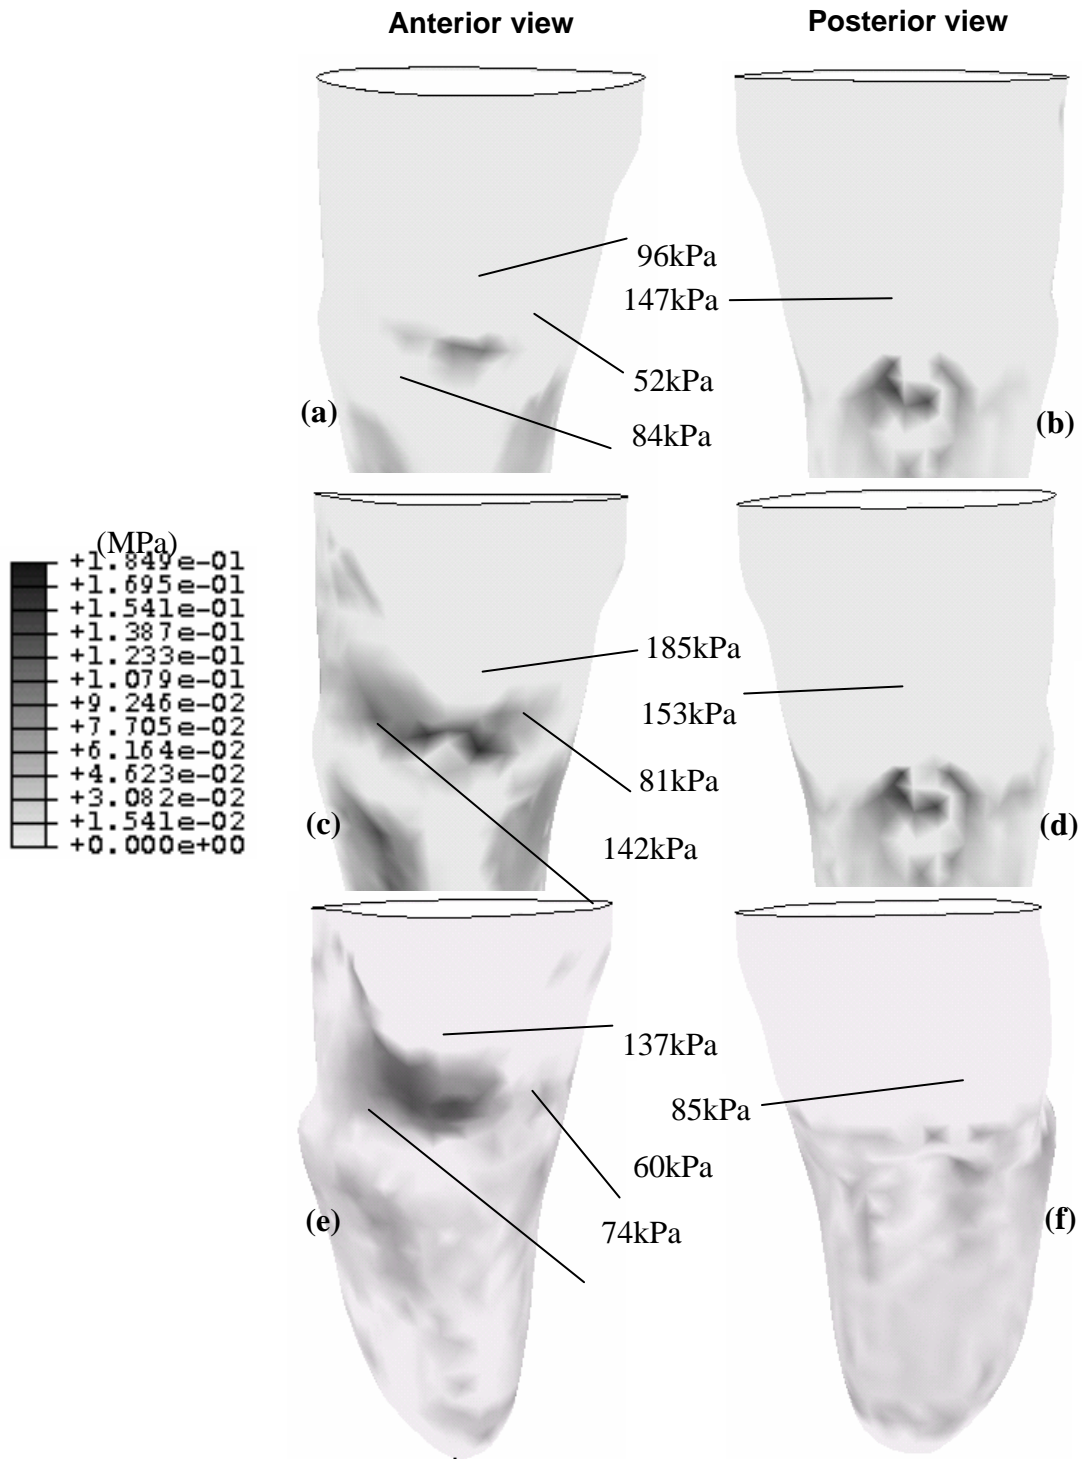 Anterior view
Posterior view
96kPa
147kPa
52kPa
84kPa
(a)
(b)
(MPa)
+1.849e-01
+1.695e-01
+1.541e-01
+1.387e-01
+1.233e-01
+1.079e-01
+9.246e-02
+7.705e-02
+6.164e-02
+4.623e-02
+3.082e-02
+1.541e-02
+0.000e+00
185kPa
153kPa
81kPa
142kPa
(c)
(d)
137kPa
85kPa
60kPa
74kPa
(e)
(f)